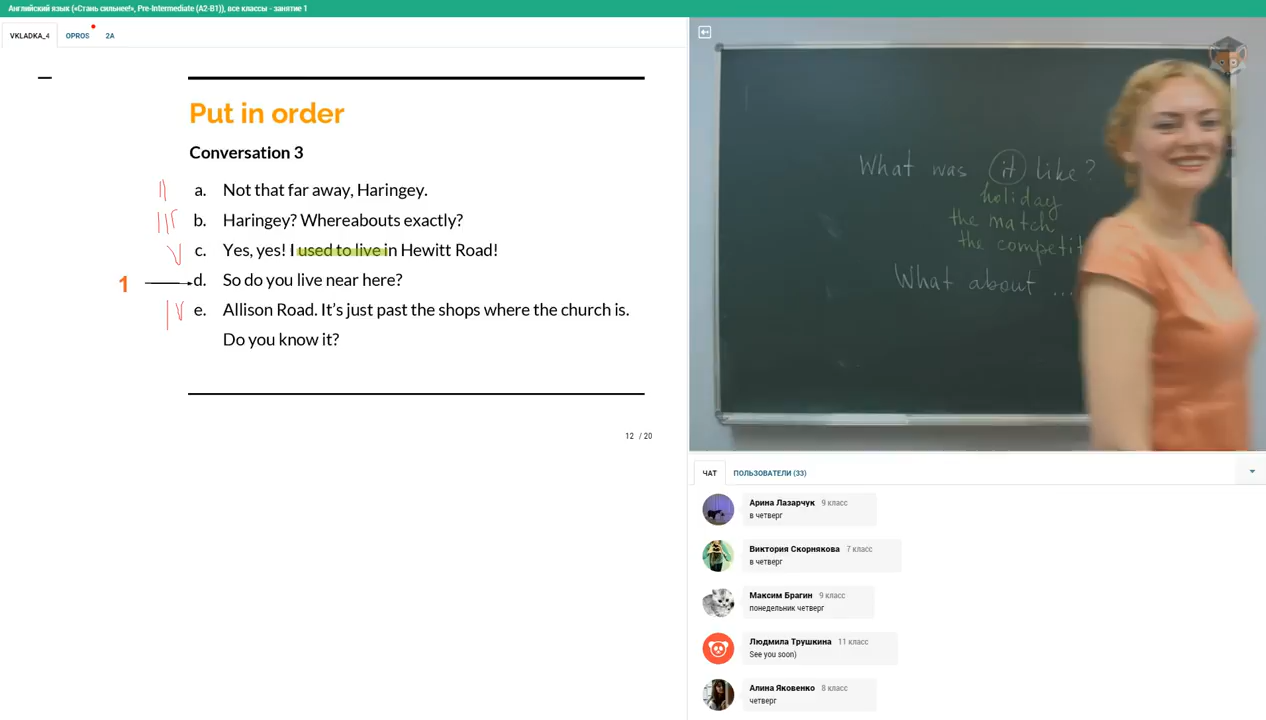 Английский язык («Стань сильнее!», Pre-Intermediate (A2-B1)), все классы - занятие 1
VKLADKA_4 OPROS 2A
Put in order
Conversation 3
II a. Not that far away, Haringey.
III b. Haringey? Whereabouts exactly?
V c. Yes, yes! I used to live in Hewitt Road!
1 d. So do you live near here?
IV e. Allison Road. It’s just past the shops where the church is.
Do you know it?
12 / 20
What was it like?
holiday
the match
the competit
What about ...
ЧАТ ПОЛЬЗОВАТЕЛИ (33)
Арина Лазарчук 9 класс
в четверг
Виктория Скорнякова 7 класс
в четверг
Максим Брагин 9 класс
понедельник четверг
Людмила Трушкина 11 класс
See you soon)
Алина Яковенко 8 класс
четверг